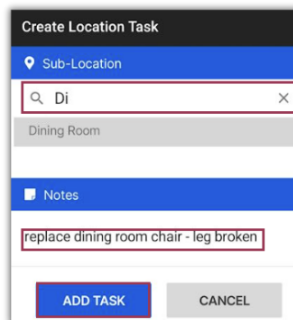 Create Location Task
Sub-Location
Di
Dining Room
Notes
replace dining room chair - leg broken
ADD TASK
CANCEL